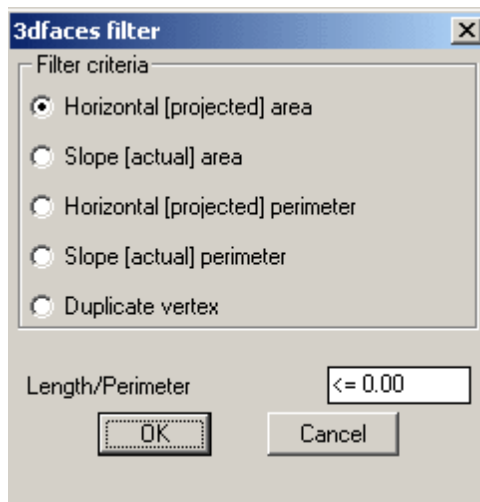 3dfaces filter
Filter criteria
Horizontal [projected] area
Slope [actual] area
Horizontal [projected] perimeter
Slope [actual] perimeter
Duplicate vertex
Length/Perimeter <= 0.00
OK Cancel